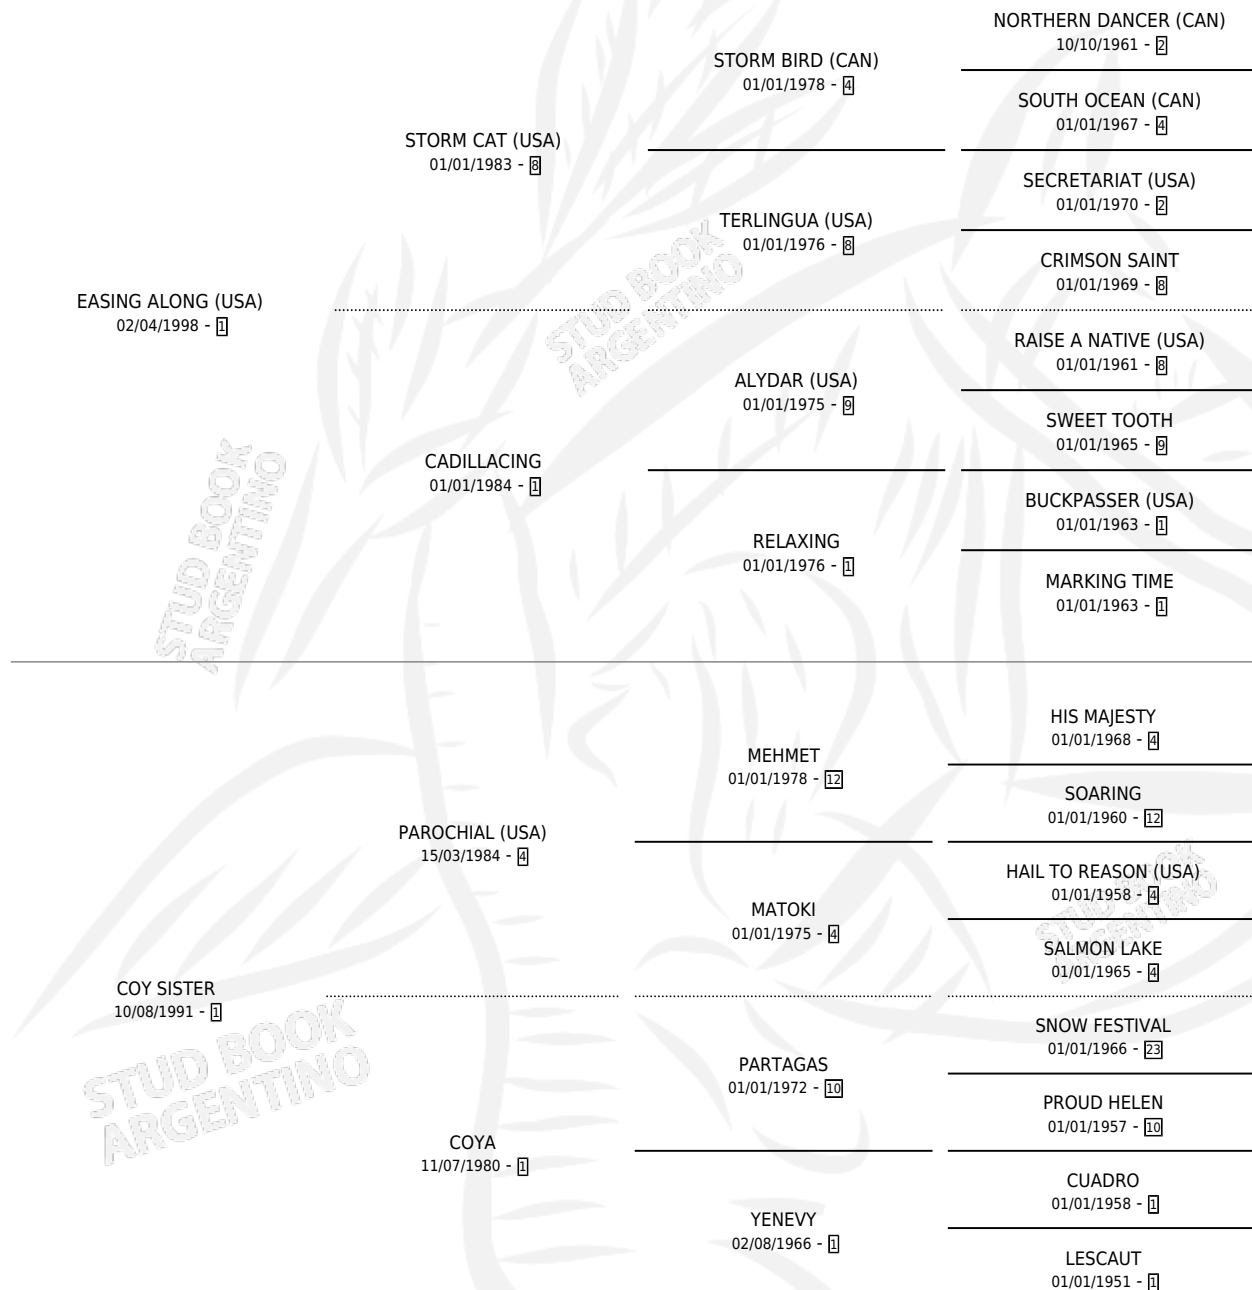 NORTHERN DANCER (CAN)
10/10/1961 - 2
STORM BIRD (CAN)
01/01/1978 - 4
SOUTH OCEAN (CAN)
01/01/1967 - 4
STORM CAT (USA)
01/01/1983 - 8
SECRETARIAT (USA)
01/01/1970 - 2
TERLINGUA (USA)
01/01/1976 - 8
CRIMSON SAINT
01/01/1969 - 8
EASING ALONG (USA)
02/04/1998 - 1
STUD BOOK
ARGENTINO
RAISE A NATIVE (USA)
01/01/1961 - 8
ALYDAR (USA)
01/01/1975 - 9
SWEET TOOTH
01/01/1965 - 9
CADILLACING
01/01/1984 - 1
BUCKPASSER (USA)
01/01/1963 - 1
RELAXING
01/01/1976 - 1
MARKING TIME
01/01/1963 - 1
STUD BOOK
ARGENTINO
HIS MAJESTY
01/01/1968 - 4
MEHMET
01/01/1978 - 12
SOARING
01/01/1960 - 12
PAROCHIAL (USA)
15/03/1984 - 4
HAIL TO REASON (USA)
01/01/1958 - 4
MATOKI
01/01/1975 - 4
SALMON LAKE
01/01/1965 - 4
STUD BOOK
ARGENTINO
COY SISTER
10/08/1991 - 1
SNOW FESTIVAL
01/01/1966 - 23
PARTAGAS
01/01/1972 - 10
PROUD HELEN
01/01/1957 - 10
STUD BOOK
ARGENTINO
COYA
11/07/1980 - 1
CUADRO
01/01/1958 - 1
YENEVY
02/08/1966 - 1
LESCAUT
01/01/1951 - 1